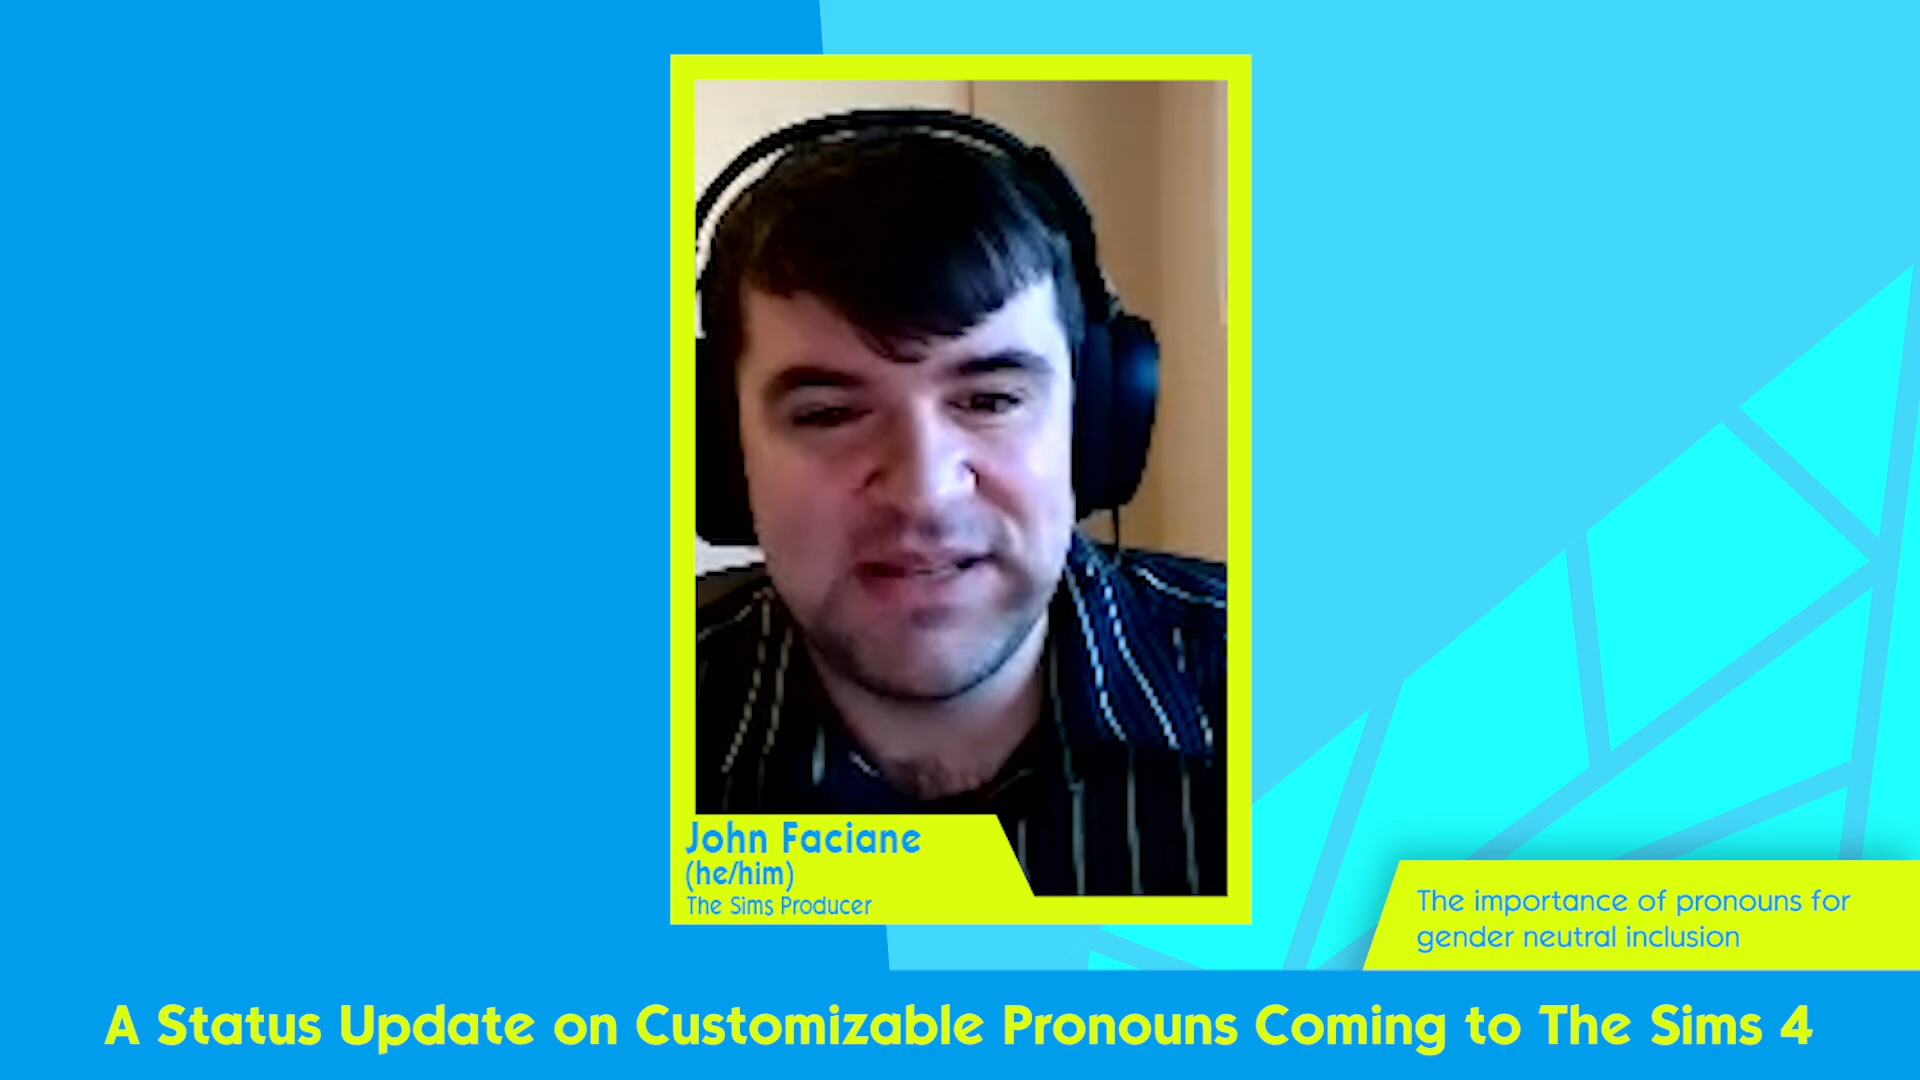 John Faciane
(he/him)
The Sims Producer
The importance of pronouns for
gender neutral inclusion
A Status Update on Customizable Pronouns Coming to The Sims 4